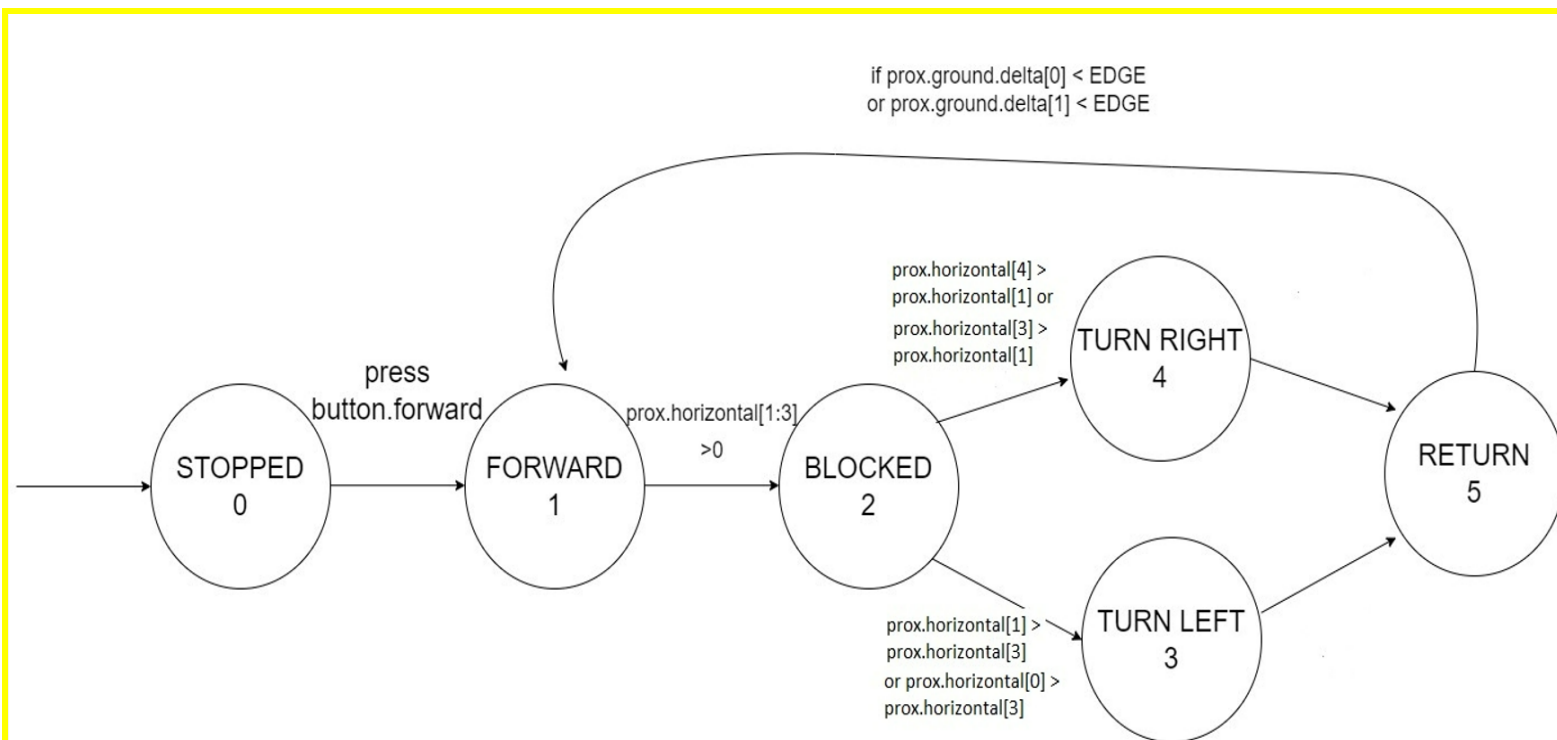 if prox.ground.delta[0] < EDGE
or prox.ground.delta[1] < EDGE
press
button.forward
STOPPED
0
FORWARD
1
prox.horizontal[1:3]
>0
BLOCKED
2
prox.horizontal[4] >
prox.horizontal[1] or
prox.horizontal[3] >
prox.horizontal[1]
TURN RIGHT
4
prox.horizontal[1] >
prox.horizontal[3]
or prox.horizontal[0] >
prox.horizontal[3]
TURN LEFT
3
RETURN
5